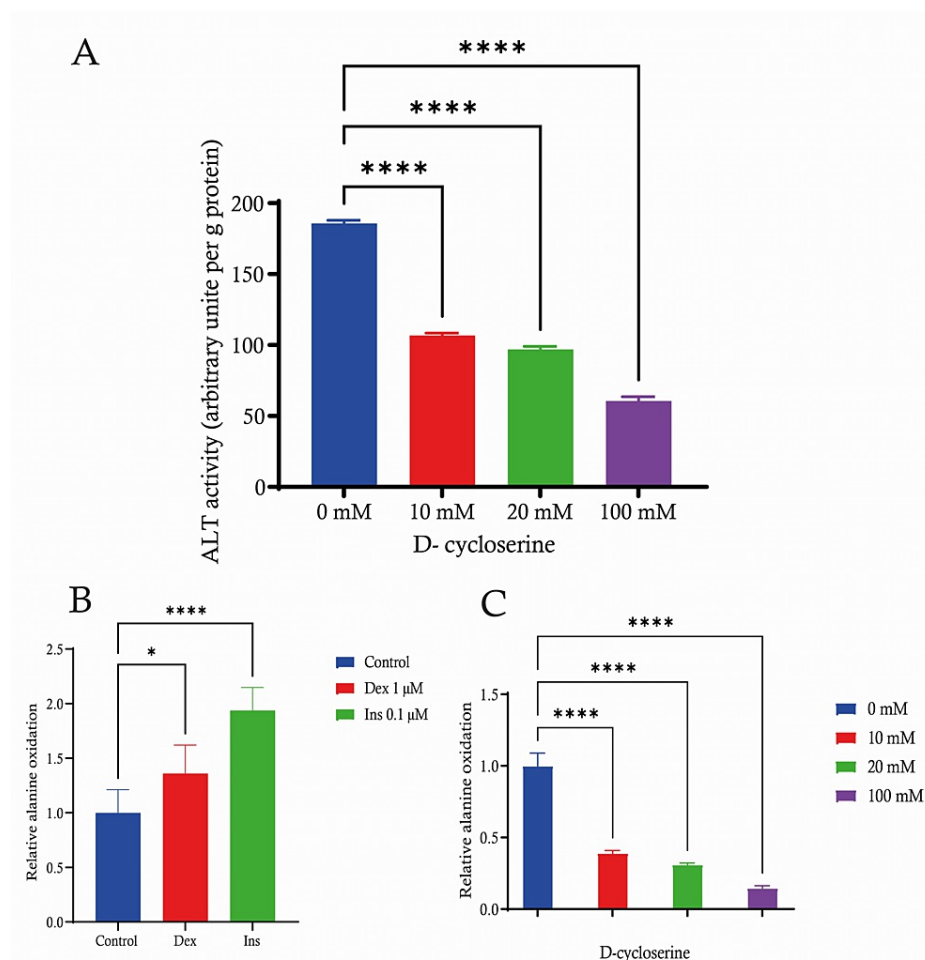 A
****
****
****
ALT activity (arbitrary unite per g protein)
200
150
100
50
0
0 mM 10 mM 20 mM 100 mM
D- cycloserine
B
****
*
Relative alanine oxidation
2.5
2.0
1.5
1.0
0.5
0.0
Control Dex Ins
Control
Dex 1 µM
Ins 0.1 µM
C
****
****
****
Relative alanine oxidation
1.5
1.0
0.5
0.0
D-cycloserine
0 mM
10 mM
20 mM
100 mM